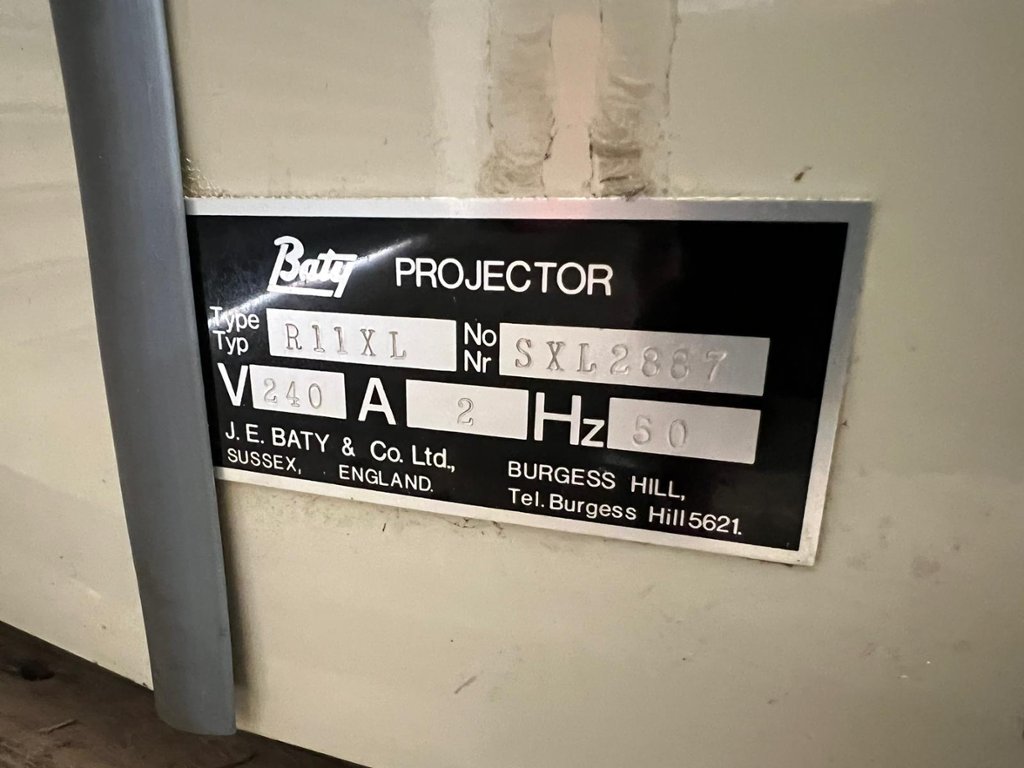 Baty PROJECTOR
Type R11XL No SXL2887
Typ Nr
V 240 A 2 Hz 50
J. E. BATY & Co. Ltd., BURGESS HILL,
SUSSEX, ENGLAND. Tel. Burgess Hill 5621.